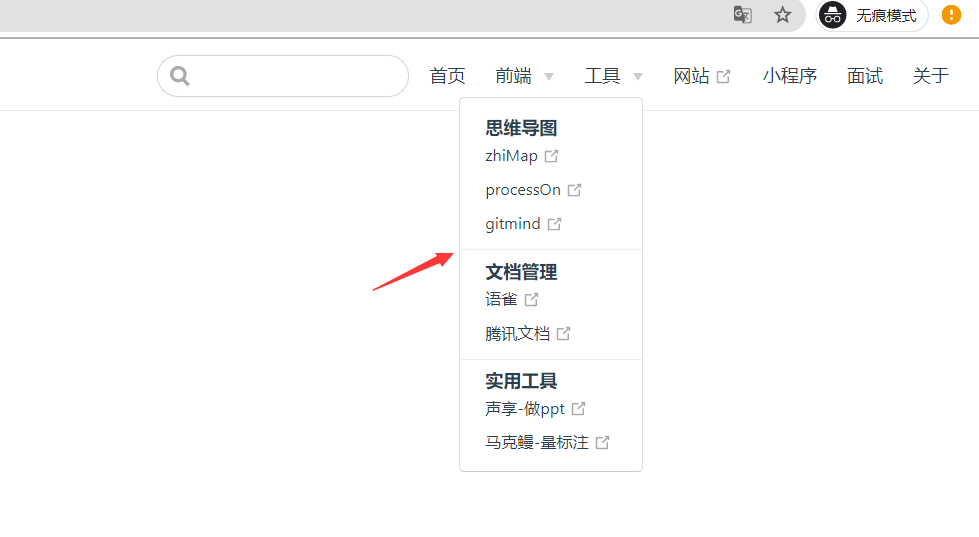 无痕模式
首页 前端 工具 网站 小程序 面试 关于
思维导图
zhiMap
processOn
gitmind
文档管理
语雀
腾讯文档
实用工具
声享-做ppt
马克鳗-量标注